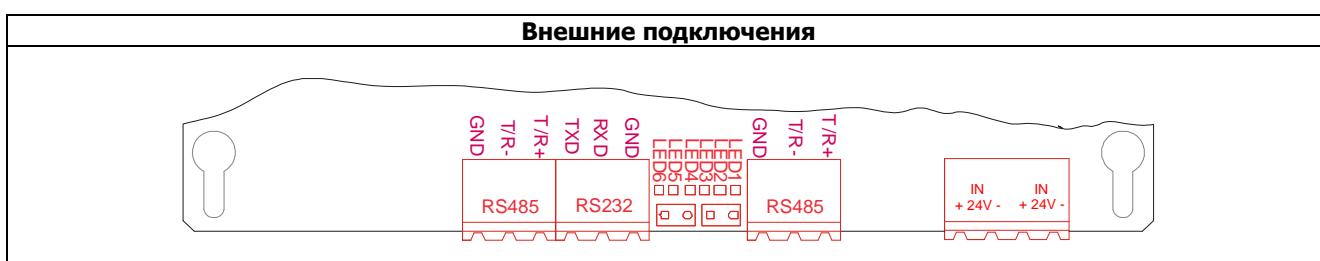 Внешние подключения
GND
T/R-
T/R+
TXD
RXD
GND
LED6
LED5
LED4
LED3
LED2
LED1
GND
T/R-
T/R+
RS485
RS232
RS485
IN
+ 24V -
IN
+ 24V -